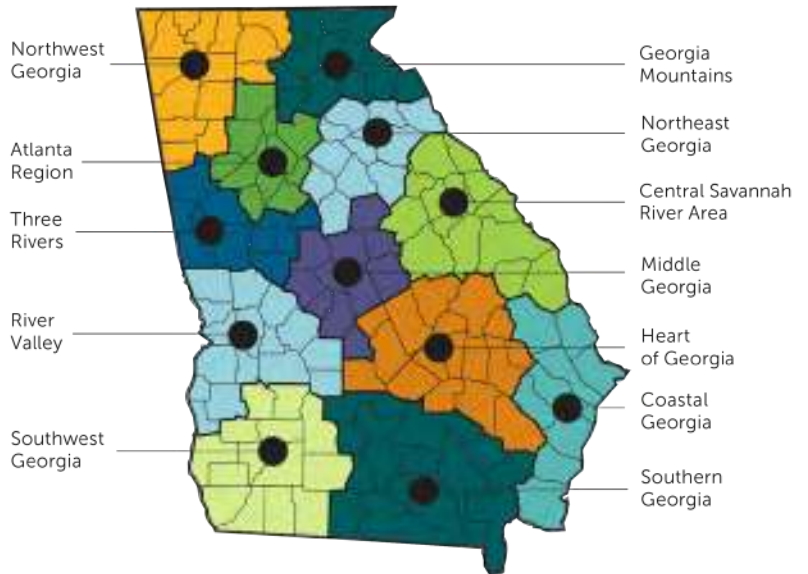 Northwest
Georgia
Atlanta
Region
Three
Rivers
River
Valley
Southwest
Georgia
Georgia
Mountains
Northeast
Georgia
Central Savannah
River Area
Middle
Georgia
Heart
of Georgia
Coastal
Georgia
Southern
Georgia